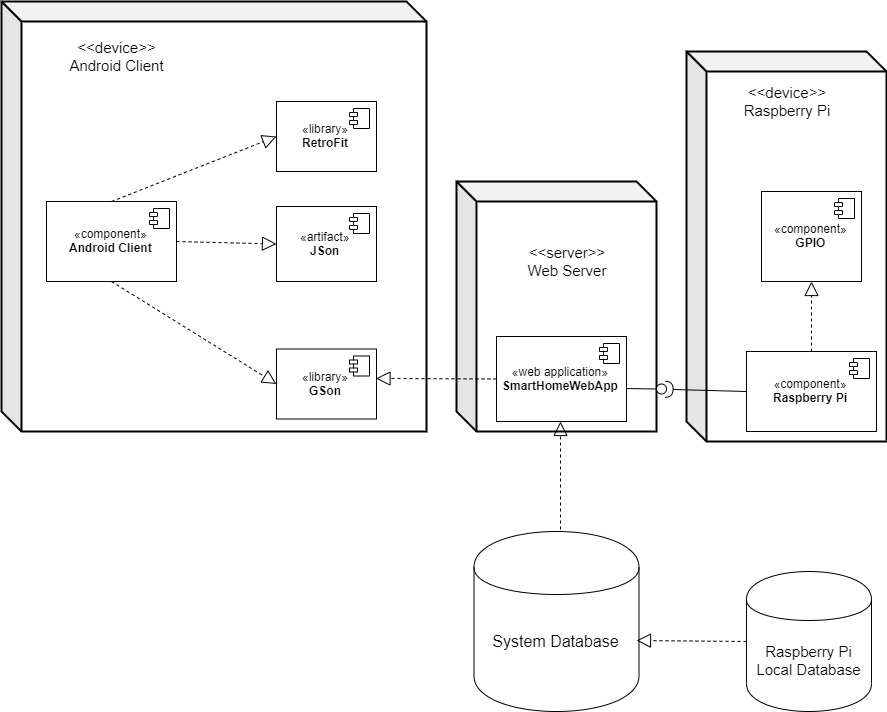 <<device>>
Android Client
«library»
RetroFit
«component»
Android Client
«artifact»
JSon
«library»
GSon
<<server>>
Web Server
«web application»
SmartHomeWebApp
<<device>>
Raspberry Pi
«component»
GPIO
«component»
Raspberry Pi
System Database
Raspberry Pi
Local Database